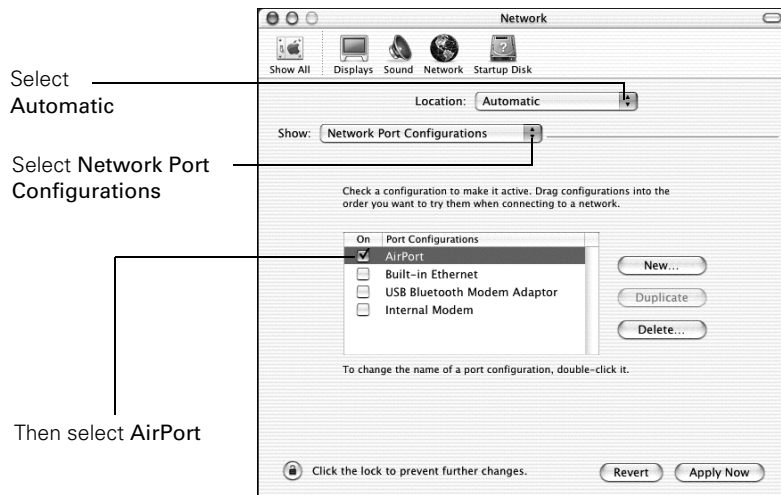 Network
Show All Displays Sound Network Startup Disk
Select
Automatic
Location: Automatic
Show: Network Port Configurations
Select Network Port
Configurations
Check a configuration to make it active. Drag configurations into the
order you want to try them when connecting to a network.
On Port Configurations
AirPort
Built-in Ethernet
USB Bluetooth Modem Adaptor
Internal Modem
New...
Duplicate
Delete...
To change the name of a port configuration, double-click it.
Then select AirPort
Click the lock to prevent further changes.
Revert Apply Now